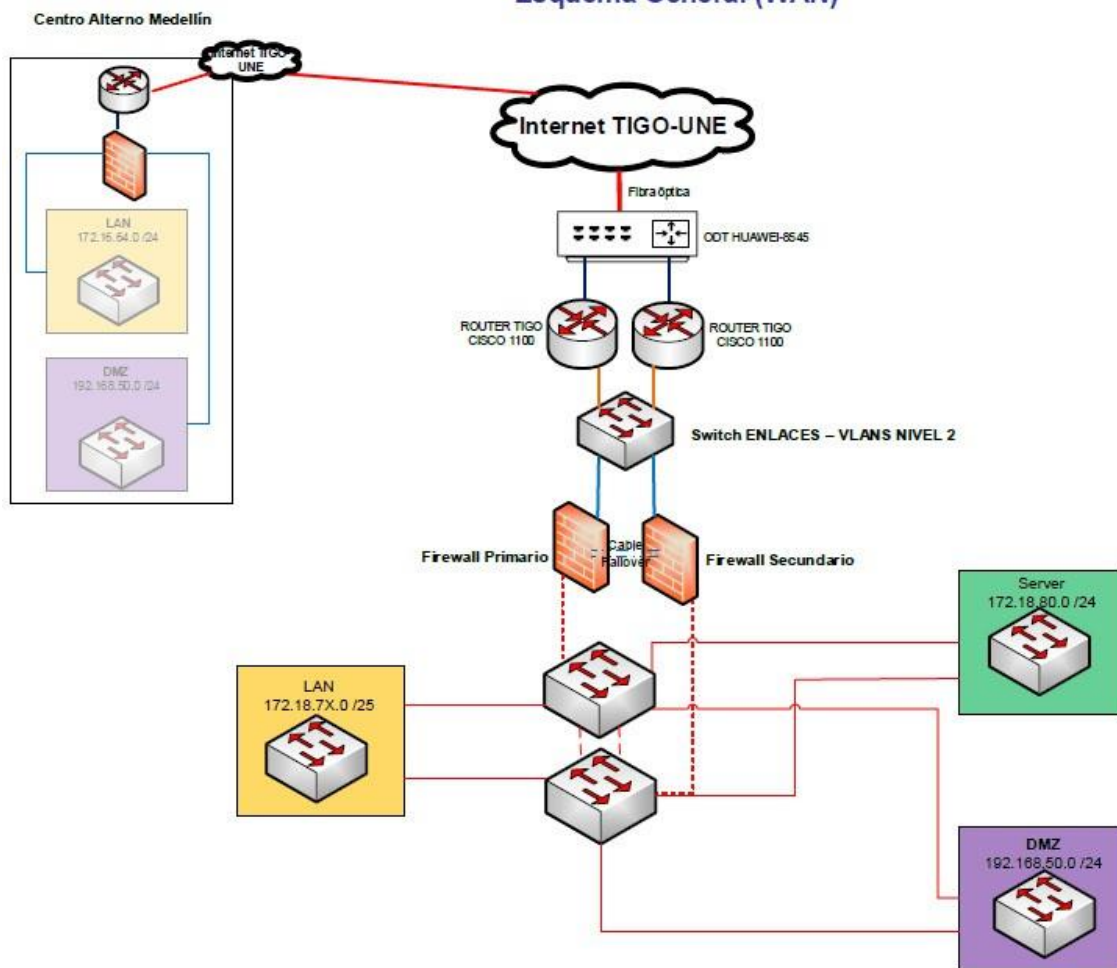 Esquema General (WAN)
Centro Alterno Medellín
Internet TIGO-
UNE
Internet TIGO-UNE
Fibra óptica
ODT HUAWEI-8545
LAN
172.16.64.0 /24
ROUTER TIGO
CISCO 1100
ROUTER TIGO
CISCO 1100
DMZ
192.168.50.0 /24
Switch ENLACES – VLANS NIVEL 2
Firewall Primario
Cable
Failover
Firewall Secundario
Server
172.18.80.0 /24
LAN
172.18.7X.0 /25
DMZ
192.168.50.0 /24